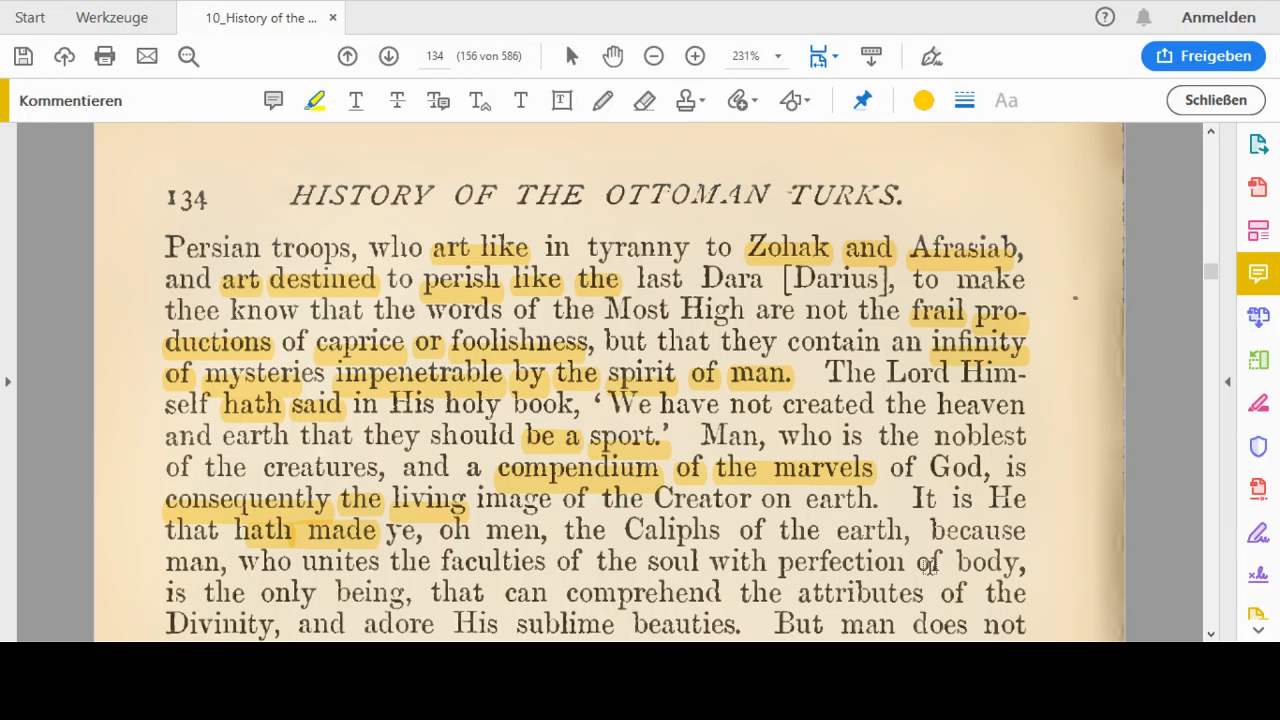 Start Werkzeuge 10_History of the ... × Anmelden
134 (156 von 586) 231% Freigeben
Kommentieren Aa Schließen
134 HISTORY OF THE OTTOMAN TURKS.
Persian troops, who art like in tyranny to Zohak and Afrasiab,
and art destined to perish like the last Dara [Darius], to make
thee know that the words of the Most High are not the frail pro-
ductions of caprice or foolishness, but that they contain an infinity
of mysteries impenetrable by the spirit of man. The Lord Him-
self hath said in His holy book, ‘We have not created the heaven
and earth that they should be a sport.’ Man, who is the noblest
of the creatures, and a compendium of the marvels of God, is
consequently the living image of the Creator on earth. It is He
that hath made ye, oh men, the Caliphs of the earth, because
man, who unites the faculties of the soul with perfection of body,
is the only being, that can comprehend the attributes of the
Divinity, and adore His sublime beauties. But man does not